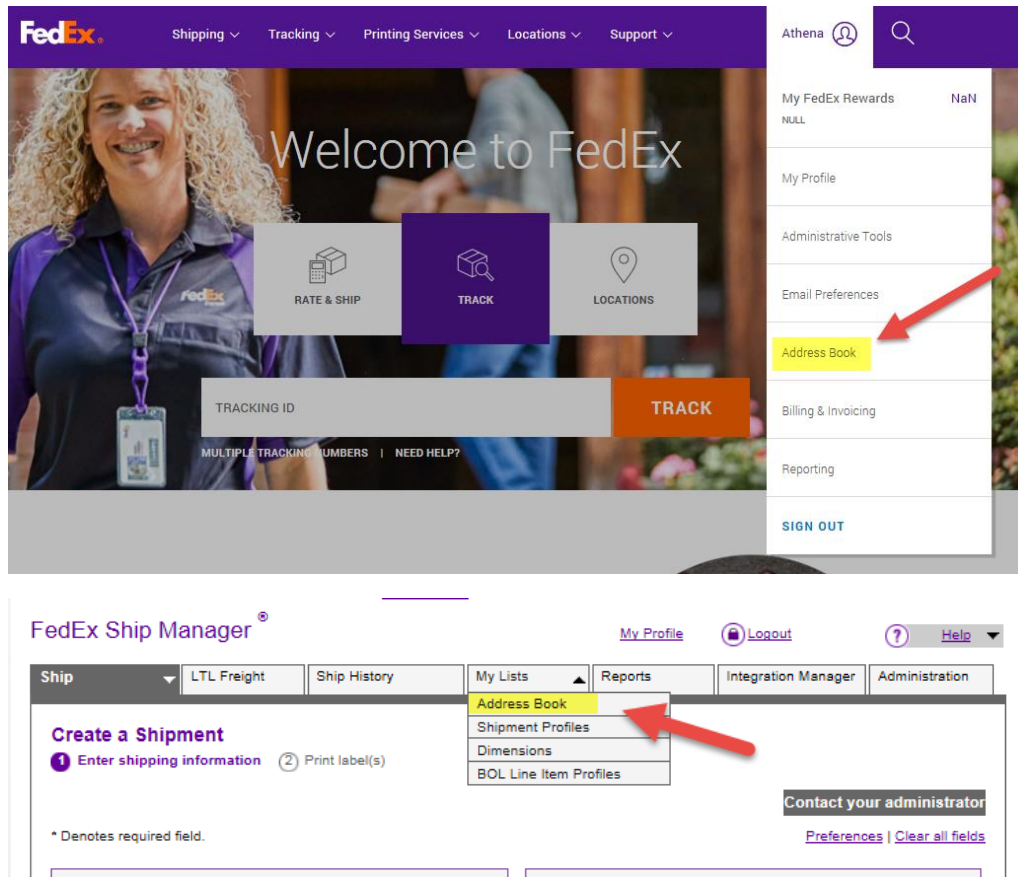 FedEx®
Shipping
Tracking
Printing Services
Locations
Support
Athena
My FedEx Rewards NaN
NULL
My Profile
Administrative Tools
Email Preferences
Address Book
Billing & Invoicing
Reporting
SIGN OUT
Welcome to FedEx
FedEx
RATE & SHIP
TRACK
LOCATIONS
TRACKING ID
TRACK
MULTIPLE TRACKING NUMBERS | NEED HELP?
FedEx Ship Manager ®
My Profile
Logout
? Help
Ship
LTL Freight
Ship History
My Lists
Reports
Integration Manager
Administration
Address Book
Shipment Profiles
Dimensions
BOL Line Item Profiles
Create a Shipment
1 Enter shipping information 2 Print label(s)
Contact your administrator
* Denotes required field.
Preferences | Clear all fields